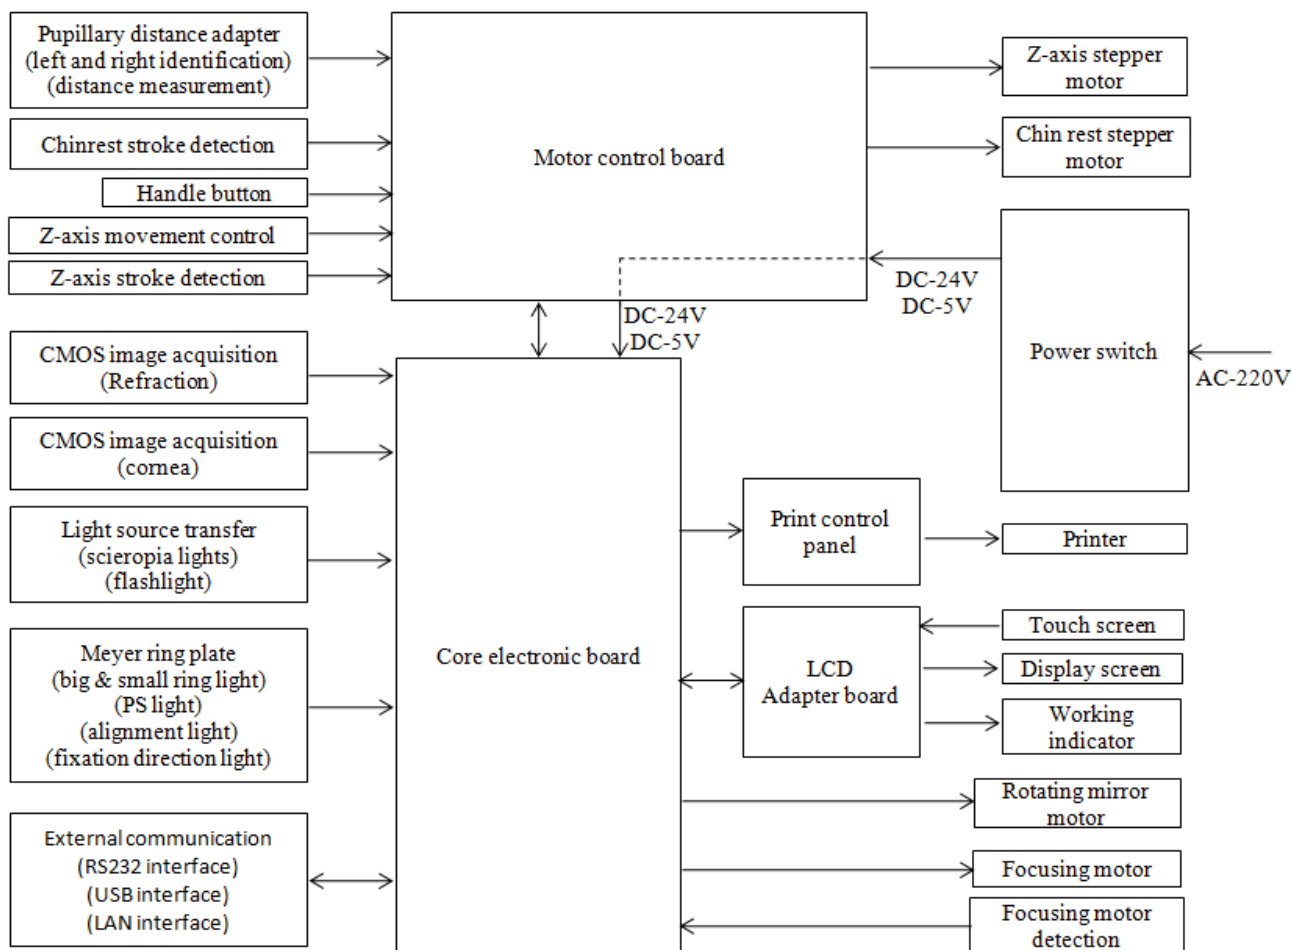 Pupillary distance adapter
(left and right identification)
(distance measurement)
Chinrest stroke detection
Handle button
Z-axis movement control
Z-axis stroke detection
Motor control board
Z-axis stepper
motor
Chin rest stepper
motor
DC-24V
DC-5V
DC-24V
DC-5V
Power switch
AC-220V
CMOS image acquisition
(Refraction)
CMOS image acquisition
(cornea)
Light source transfer
(scieropia lights)
(flashlight)
Meyer ring plate
(big & small ring light)
(PS light)
(alignment light)
(fixation direction light)
External communication
(RS232 interface)
(USB interface)
(LAN interface)
Core electronic board
Print control
panel
Printer
LCD
Adapter board
Touch screen
Display screen
Working
indicator
Rotating mirror
motor
Focusing motor
Focusing motor
detection